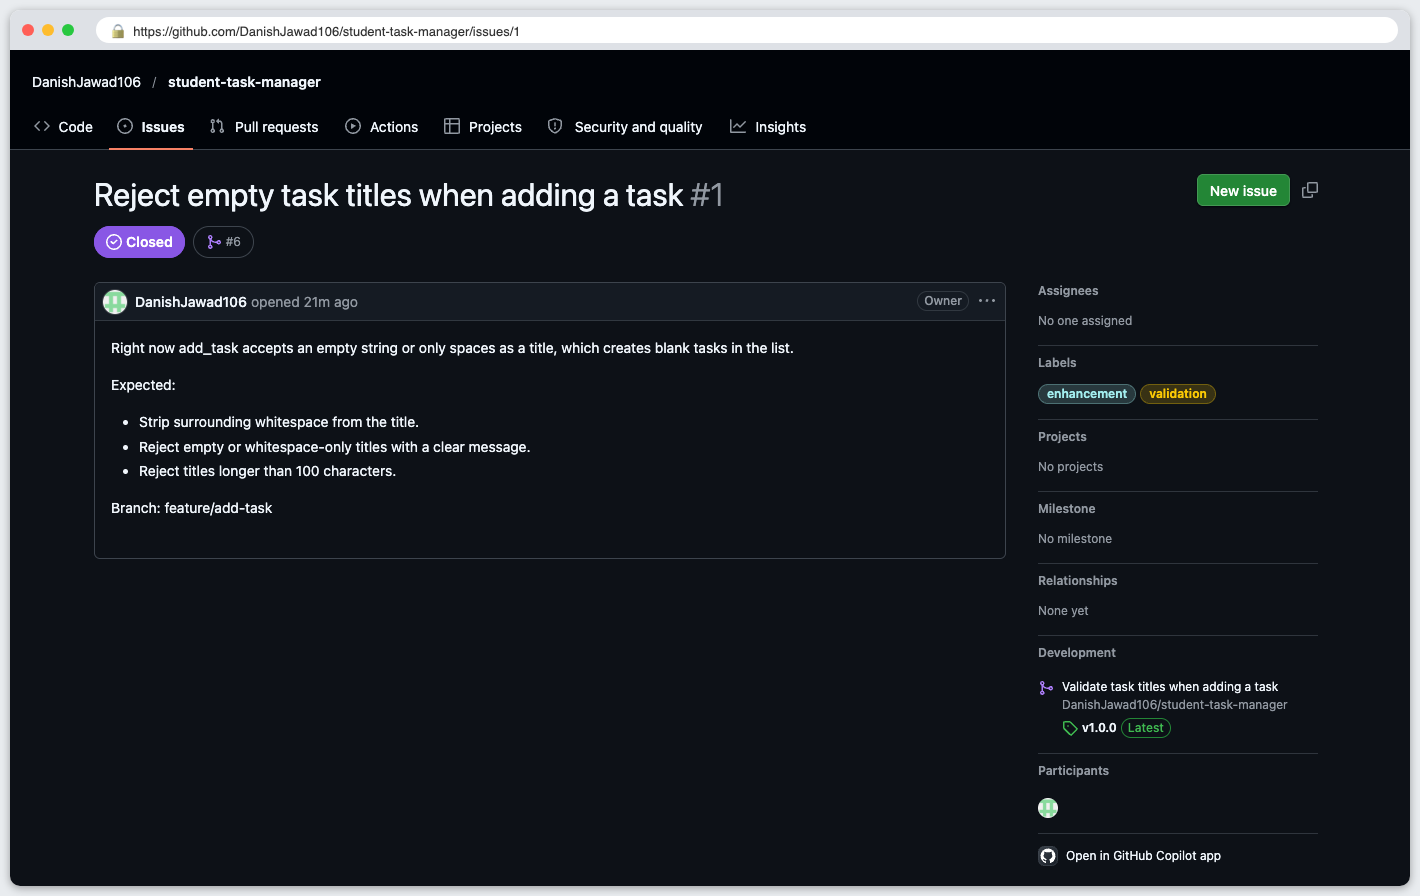 https://github.com/DanishJawad106/student-task-manager/issues/1
DanishJawad106 / student-task-manager
Code Issues Pull requests Actions Projects Security and quality Insights
Reject empty task titles when adding a task #1
New issue
Closed #6
DanishJawad106 opened 21m ago Owner
Right now add_task accepts an empty string or only spaces as a title, which creates blank tasks in the list.
Expected:
• Strip surrounding whitespace from the title.
• Reject empty or whitespace-only titles with a clear message.
• Reject titles longer than 100 characters.
Branch: feature/add-task
Assignees
No one assigned
Labels
enhancement validation
Projects
No projects
Milestone
No milestone
Relationships
None yet
Development
Validate task titles when adding a task
DanishJawad106/student-task-manager
v1.0.0 Latest
Participants
Open in GitHub Copilot app